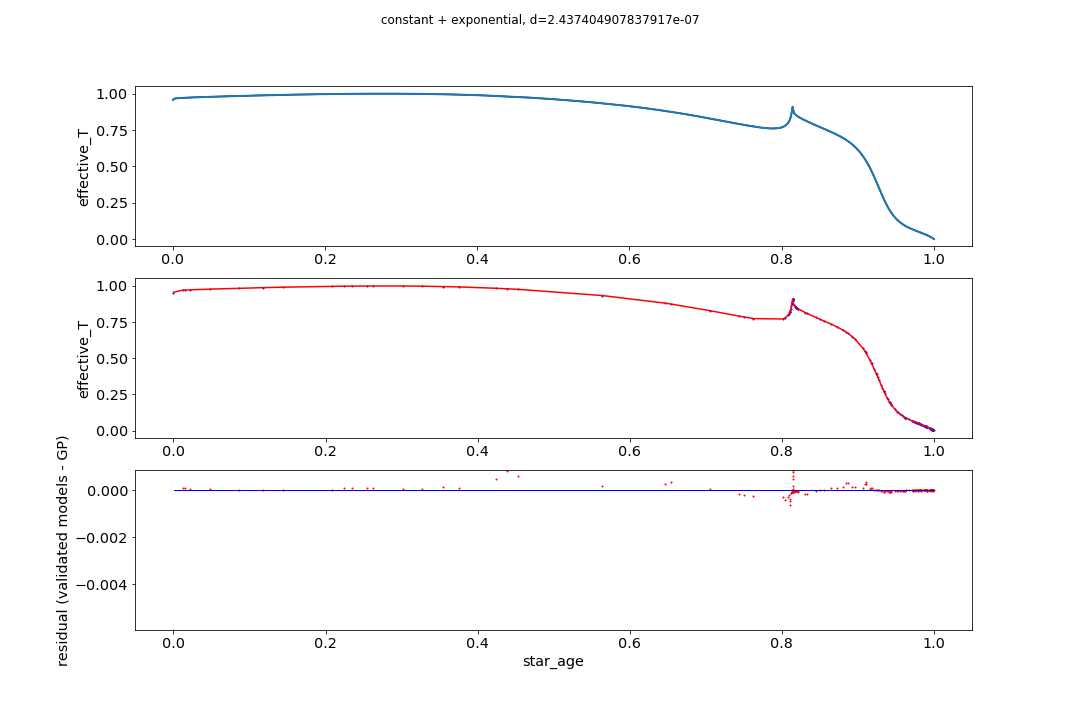 constant + exponential, d=2.437404907837917e-07
effective_T
1.00
0.75
0.50
0.25
0.00
0.0 0.2 0.4 0.6 0.8 1.0
effective_T
1.00
0.75
0.50
0.25
0.00
0.0 0.2 0.4 0.6 0.8 1.0
residual (validated models - GP)
0.000
−0.002
−0.004
0.0 0.2 0.4 0.6 0.8 1.0
star_age